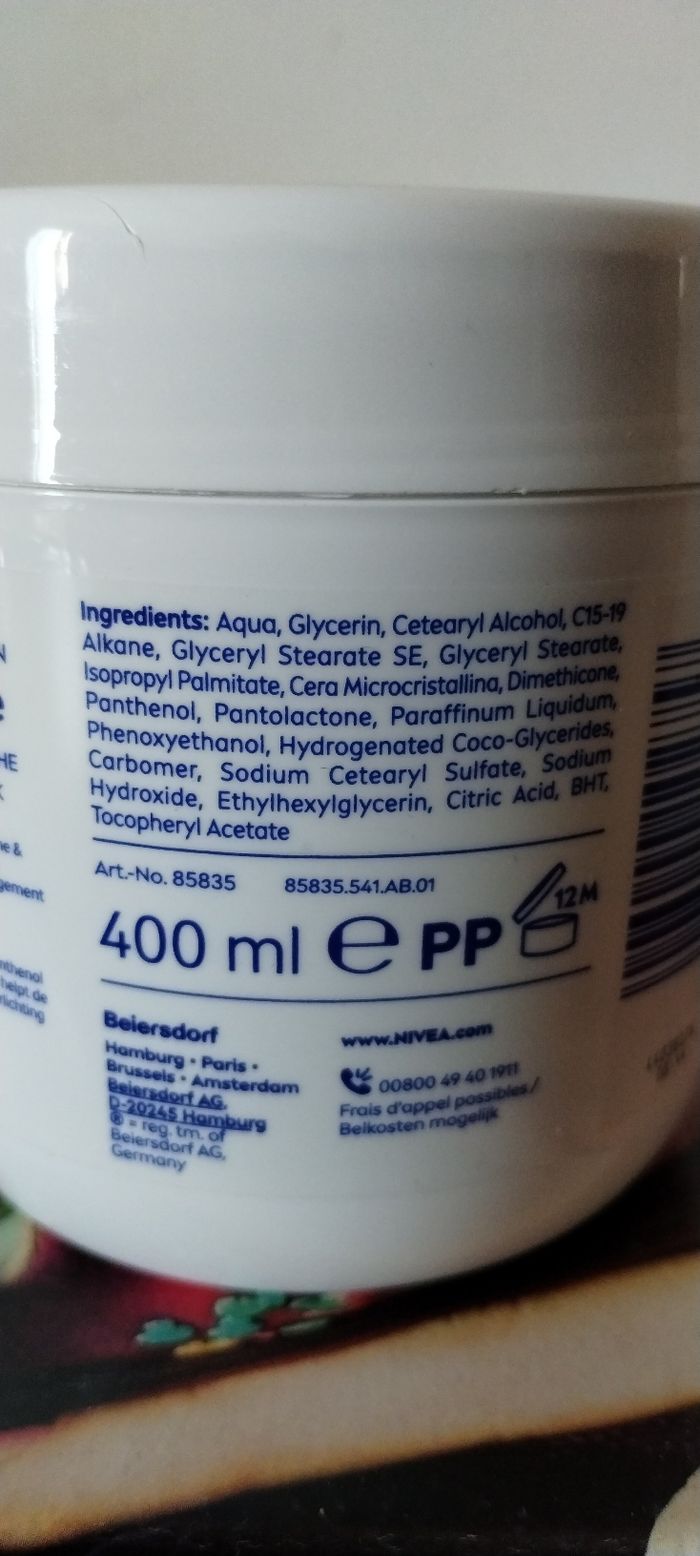 Ingredients: Aqua, Glycerin, Cetearyl Alcohol, C15-19
Alkane, Glyceryl Stearate SE, Glyceryl Stearate,
Isopropyl Palmitate, Cera Microcristallina, Dimethicone,
Panthenol, Pantolactone, Paraffinum Liquidum,
Phenoxyethanol, Hydrogenated Coco-Glycerides,
Carbomer, Sodium Cetearyl Sulfate, Sodium
Hydroxide, Ethylhexylglycerin, Citric Acid, BHT,
Tocopheryl Acetate
Art.-No. 85835 85835.541.AB.01
400 ml e PP 12M
Beiersdorf
Hamburg · Paris ·
Brussels · Amsterdam
Beiersdorf AG,
D-20245 Hamburg
® = reg. tm. of
Beiersdorf AG,
Germany
www.NIVEA.com
00800 49 40 1911
Frais d'appel possibles /
Belkosten mogelijk
helpt de